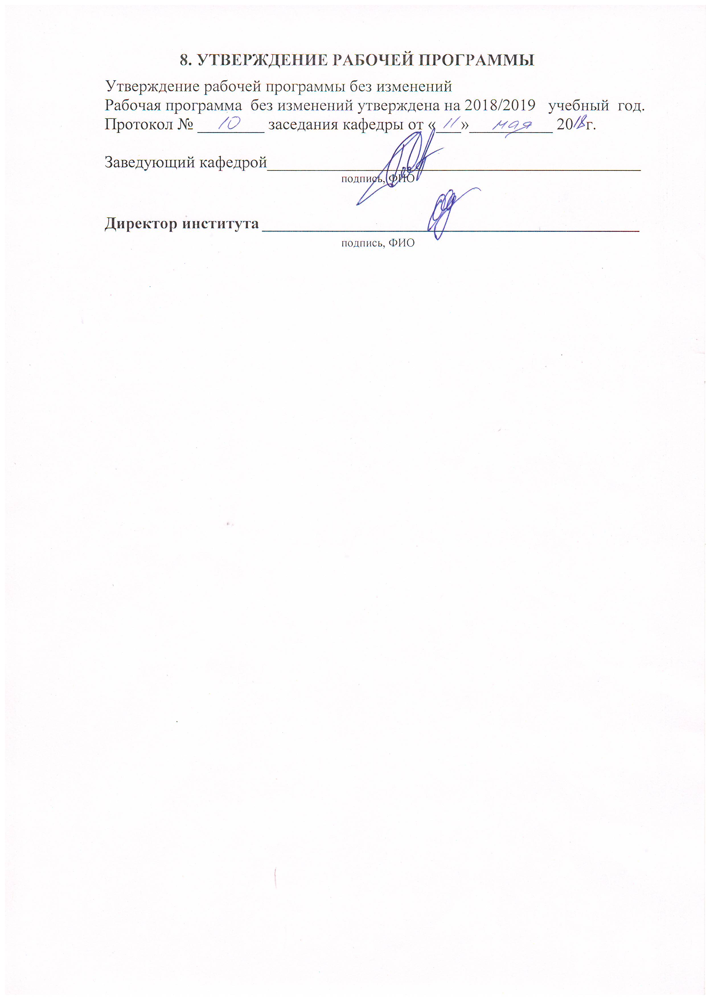 8. УТВЕРЖДЕНИЕ РАБОЧЕЙ ПРОГРАММЫ
Утверждение рабочей программы без изменений
Рабочая программа без изменений утверждена на 2018/2019 учебный год.
Протокол № 10 заседания кафедры от «11» мая 2018г.
Заведующий кафедрой
подпись, ФИО
Директор института
подпись, ФИО